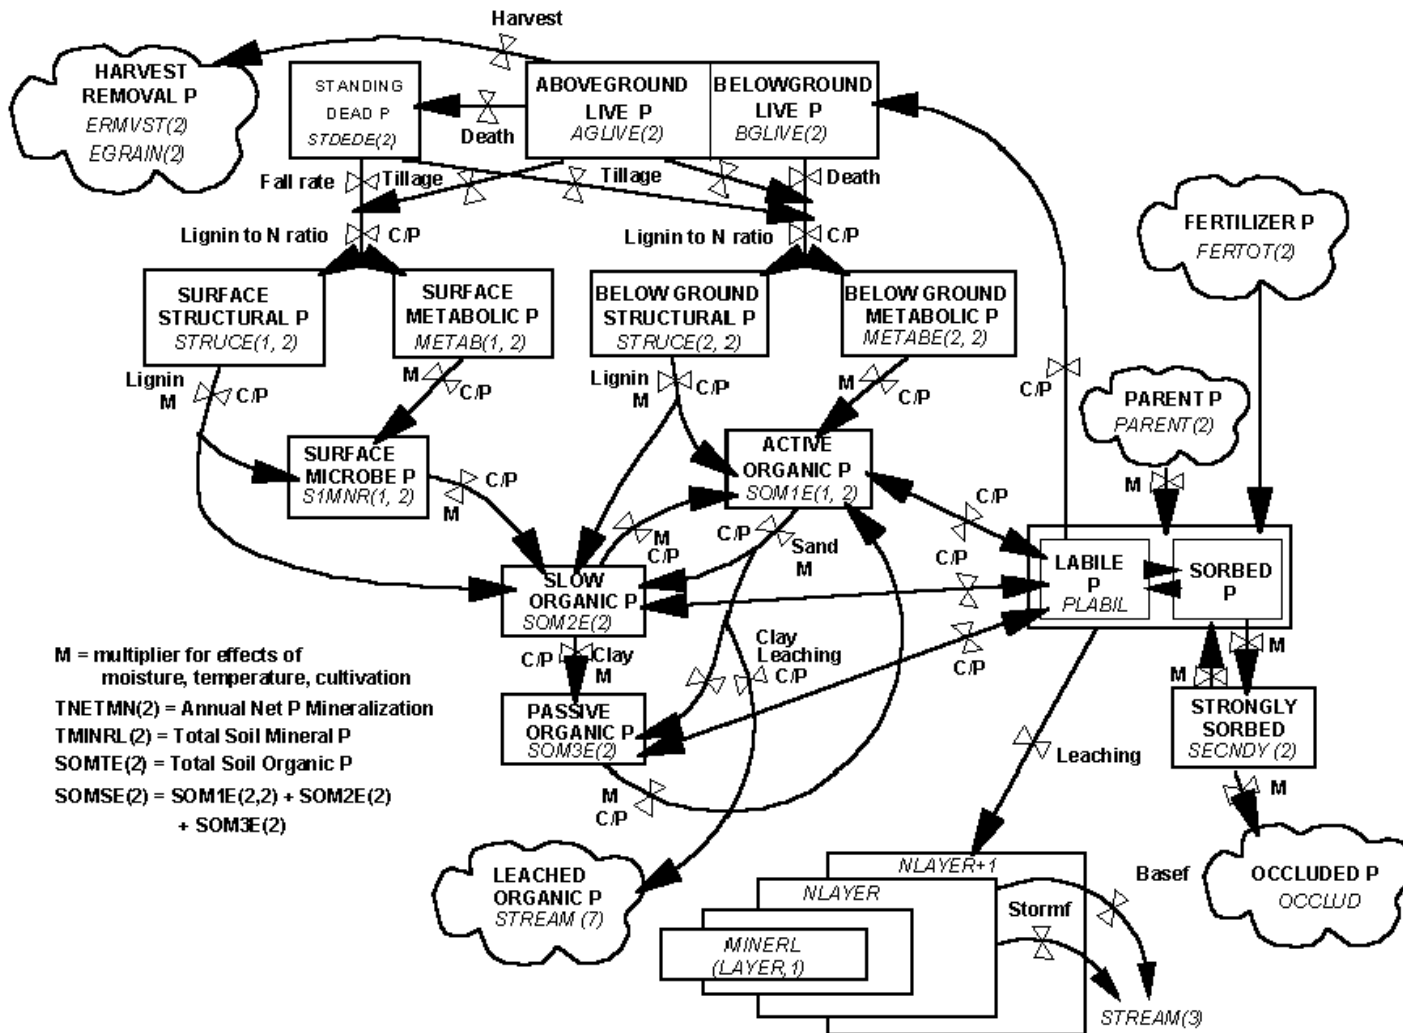 Harvest
HARVEST
REMOVAL P
ERMVST(2)
EGRAIN(2)
STANDING
DEAD P
STDEDE(2)
ABOVEGROUND
LIVE P
AGLIVE(2)
BELOWGROUND
LIVE P
BGLIVE(2)
Death
Fall rate
Tillage
Tillage
Death
Lignin to N ratio
C/P
Lignin to N ratio
C/P
FERTILIZER P
FERTOT(2)
SURFACE
STRUCTURAL P
STRUCE(1, 2)
SURFACE
METABOLIC P
METAB(1, 2)
BELOW GROUND
STRUCTURAL P
STRUCE(2, 2)
BELOW GROUND
METABOLIC P
METABE(2, 2)
Lignin
M
C/P
M
C/P
Lignin
M
C/P
M
C/P
C/P
PARENT P
PARENT(2)
M
SURFACE
MICROBE P
S1MNR(1, 2)
C/P
M
ACTIVE
ORGANIC P
SOM1E(1, 2)
C/P
C/P
M
C/P
C/P
Sand
M
SLOW
ORGANIC P
SOM2E(2)
LABILE
P
PLABIL
SORBED
P
C/P
Clay
M
Clay
Leaching
C/P
C/P
M
M
M = multiplier for effects of
moisture, temperature, cultivation
TNETMN(2) = Annual Net P Mineralization
TMINRL(2) = Total Soil Mineral P
SOMTE(2) = Total Soil Organic P
SOMSE(2) = SOM1E(2,2) + SOM2E(2)
+ SOM3E(2)
PASSIVE
ORGANIC P
SOM3E(2)
M
C/P
STRONGLY
SORBED
SECNDY (2)
Leaching
M
LEACHED
ORGANIC P
STREAM (7)
NLAYER+1
NLAYER
MINERL
(LAYER,1)
Stormf
Basef
STREAM(3)
OCCLUDED P
OCCLUD